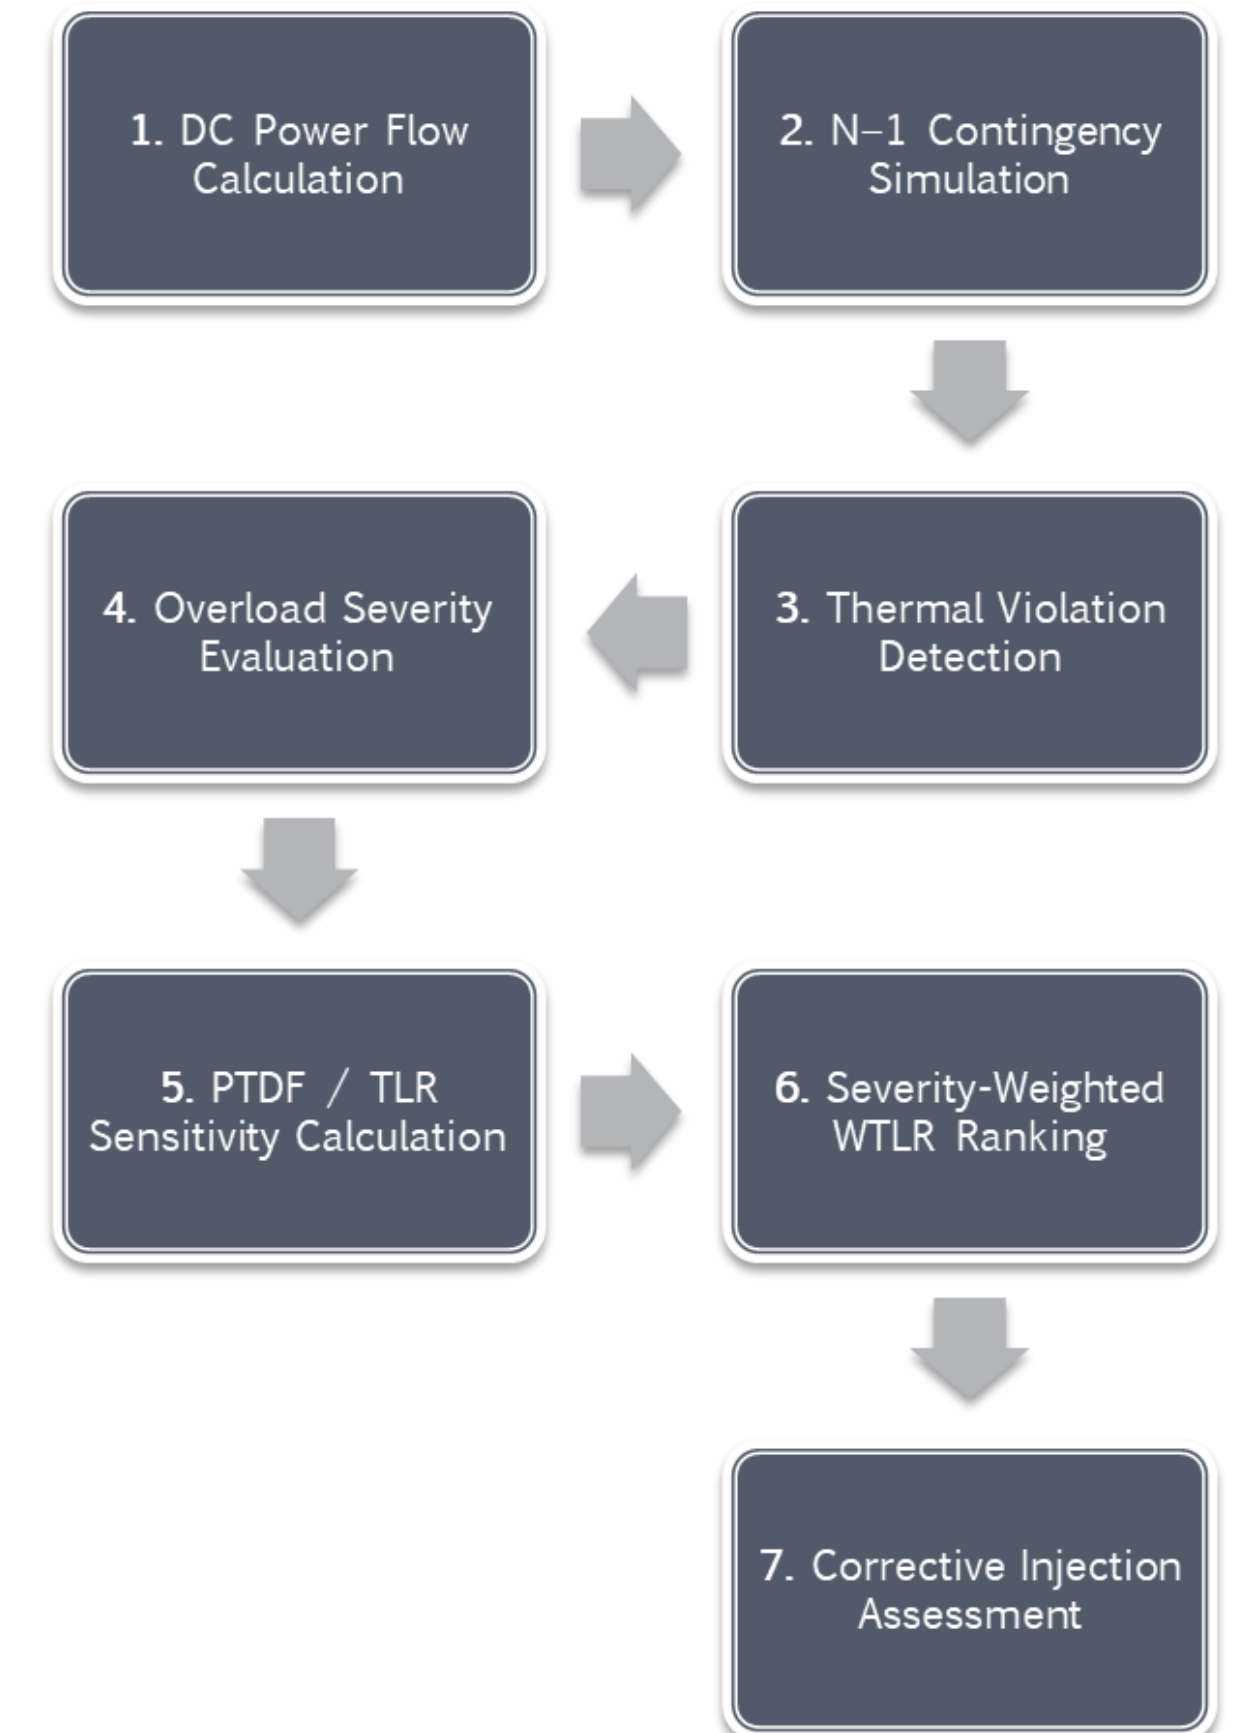 1. DC Power Flow
Calculation
2. N–1 Contingency
Simulation
3. Thermal Violation
Detection
4. Overload Severity
Evaluation
5. PTDF / TLR
Sensitivity Calculation
6. Severity-Weighted
WTLR Ranking
7. Corrective Injection
Assessment